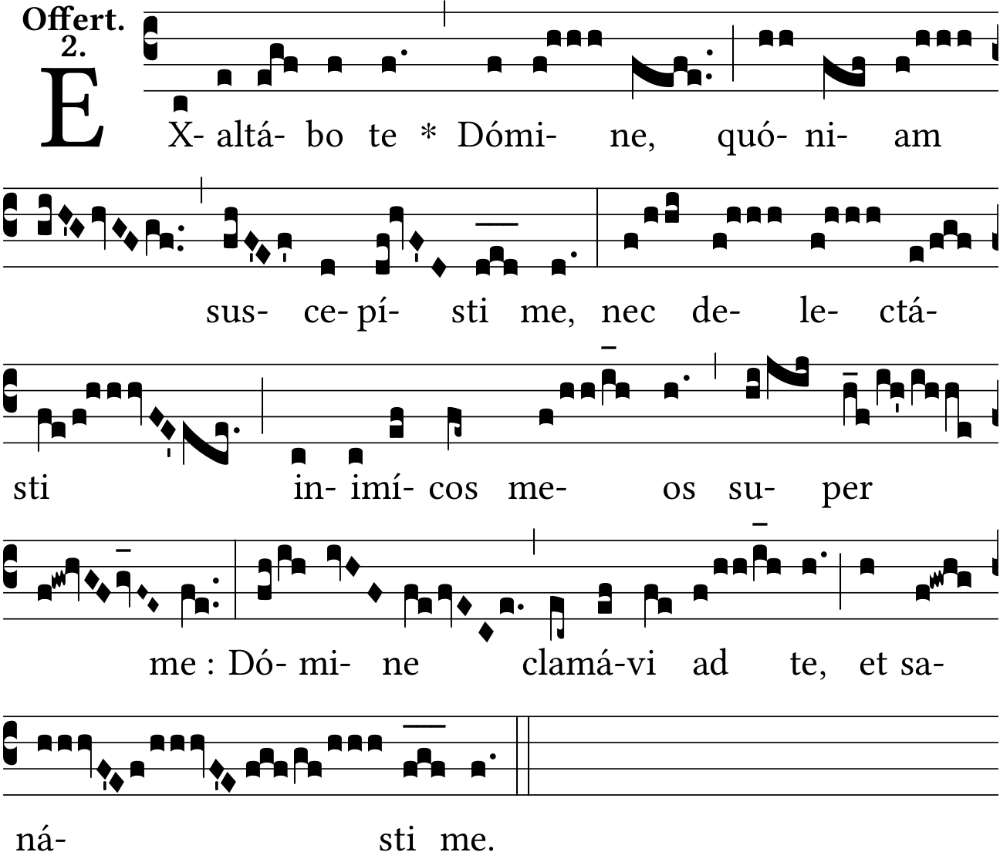 Offert.
2.
EX- altá- bo te * Dómi- ne, quó- ni- am
sus- ce- pí- sti me, nec de- le- ctá-
sti in- imí- cos me- os su- per
me : Dó- mi- ne clamá-vi ad te, et sa-
ná- sti me.